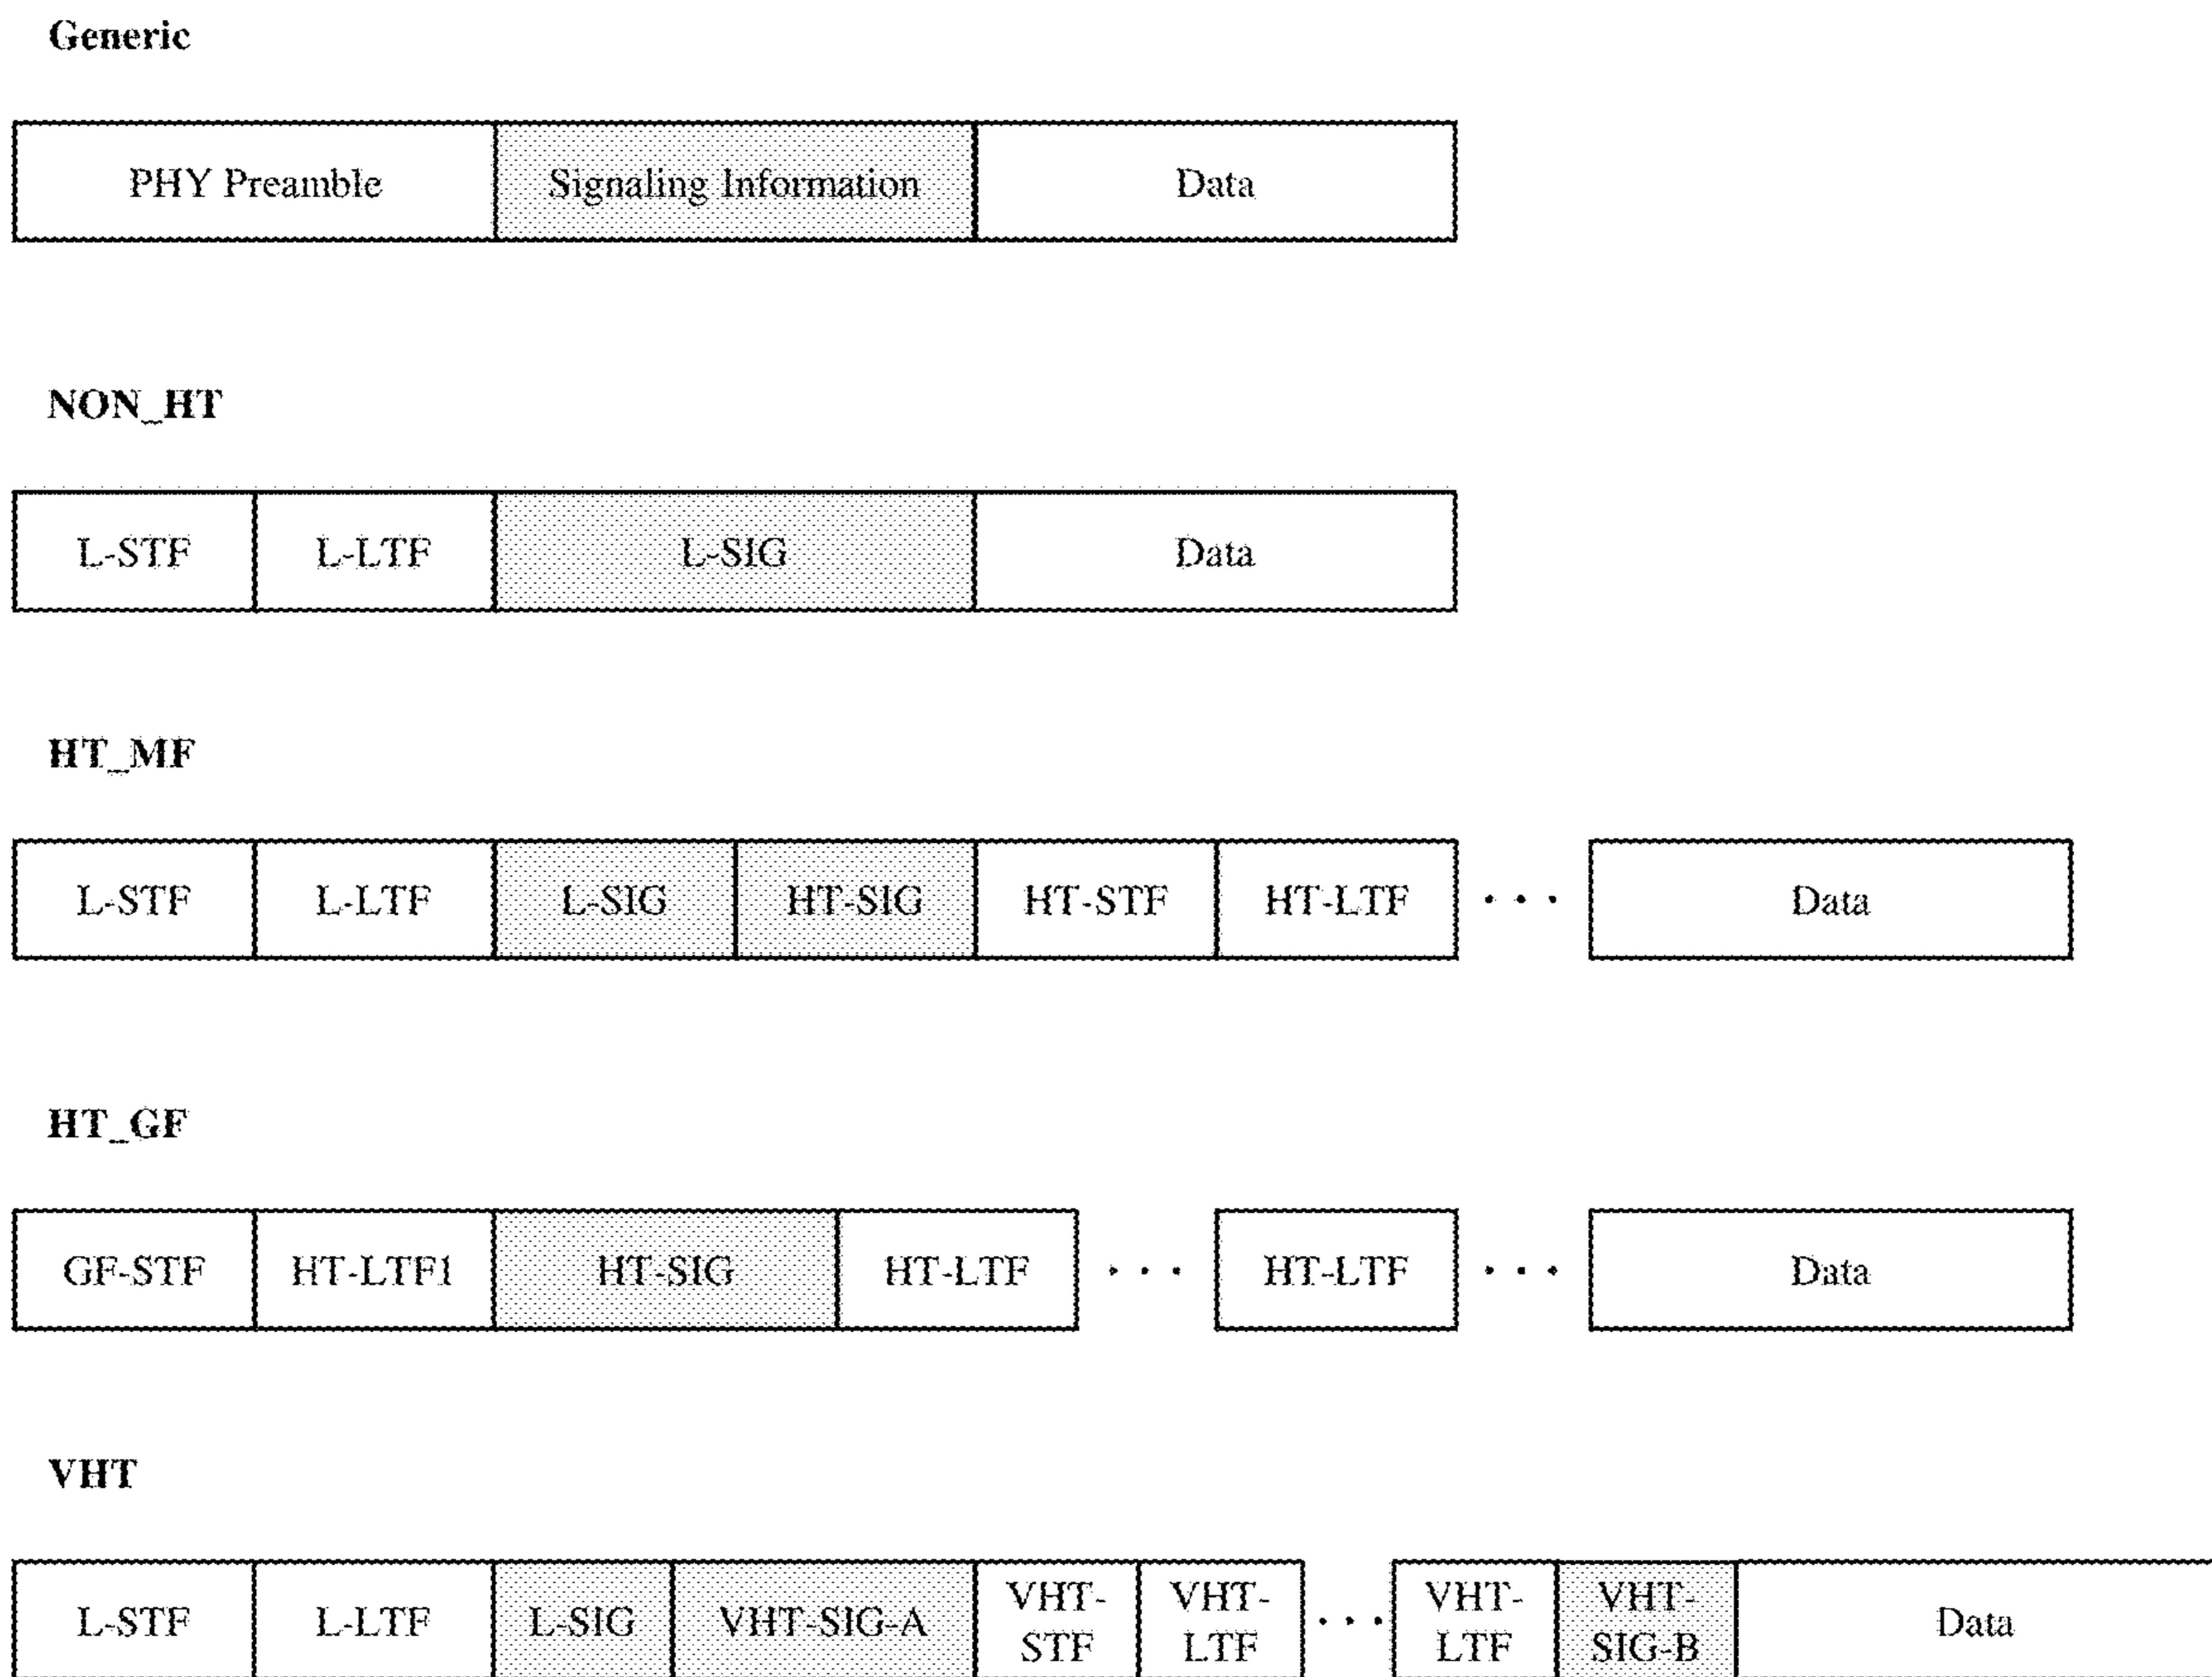 Generic
PHY Preamble Signaling Information Data
NON_HT
L-STF L-LTF L-SIG Data
HT_MF
L-STF L-LTF L-SIG HT-SIG HT-STF HT-LTF ... Data
HT_GF
GF-STF HT-LTF1 HT-SIG HT-LTF ... HT-LTF ... Data
VHT
L-STF L-LTF L-SIG VHT-SIG-A VHT-
STF VHT-
LTF ... VHT-
LTF VHT-
SIG-B Data